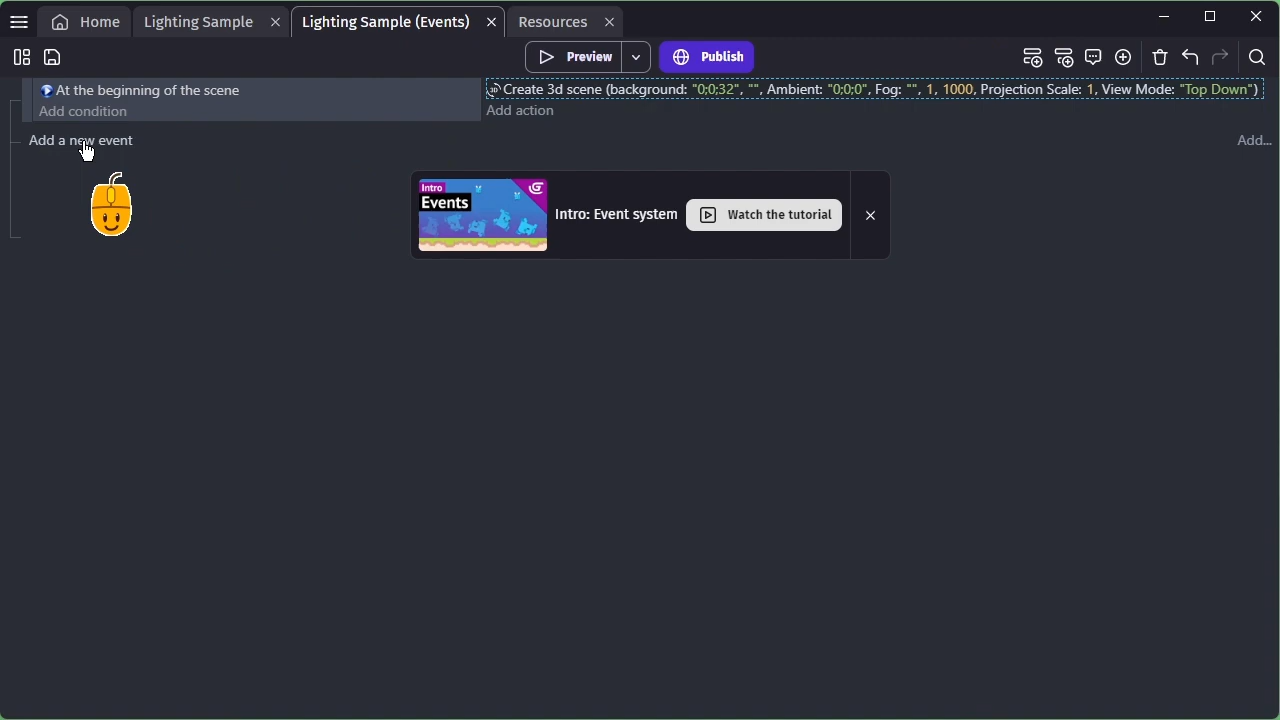 Home
Lighting Sample
Lighting Sample (Events)
Resources
Preview
Publish
At the beginning of the scene
Create 3d scene (background: "0;0;32", "", Ambient: "0;0;0", Fog: "", 1, 1000, Projection Scale: 1, View Mode: "Top Down")
Add condition
Add action
Add a new event
Add...
Intro
Events
Intro: Event system
Watch the tutorial